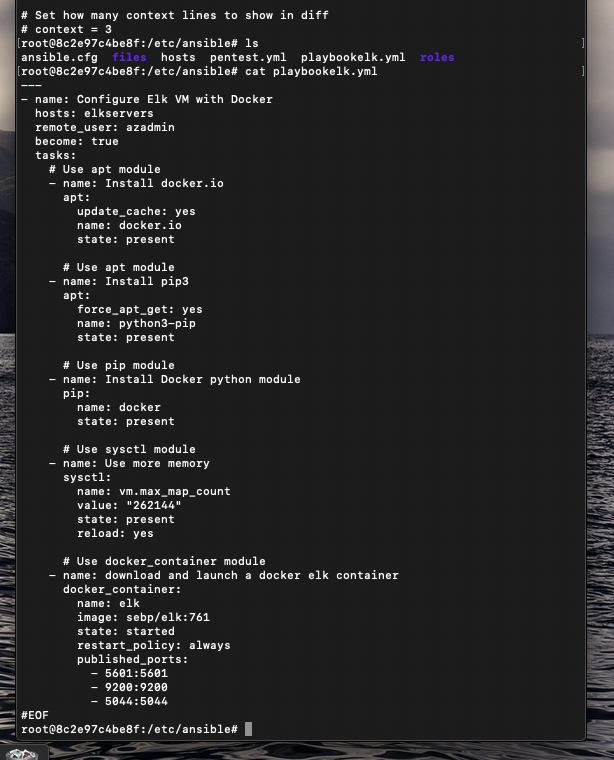 # Set how many context lines to show in diff
# context = 3
[root@8c2e97c4be8f:/etc/ansible# ls ]
ansible.cfg  files  hosts  pentest.yml  playbookelk.yml  roles
[root@8c2e97c4be8f:/etc/ansible# cat playbookelk.yml ]
---
- name: Configure Elk VM with Docker
  hosts: elkservers
  remote_user: azadmin
  become: true
  tasks:
    # Use apt module
    - name: Install docker.io
      apt:
        update_cache: yes
        name: docker.io
        state: present

      # Use apt module
    - name: Install pip3
      apt:
        force_apt_get: yes
        name: python3-pip
        state: present

      # Use pip module
    - name: Install Docker python module
      pip:
        name: docker
        state: present

      # Use sysctl module
    - name: Use more memory
      sysctl:
        name: vm.max_map_count
        value: "262144"
        state: present
        reload: yes

      # Use docker_container module
    - name: download and launch a docker elk container
      docker_container:
        name: elk
        image: sebp/elk:761
        state: started
        restart_policy: always
        published_ports:
          - 5601:5601
          - 9200:9200
          - 5044:5044
#EOF
root@8c2e97c4be8f:/etc/ansible#